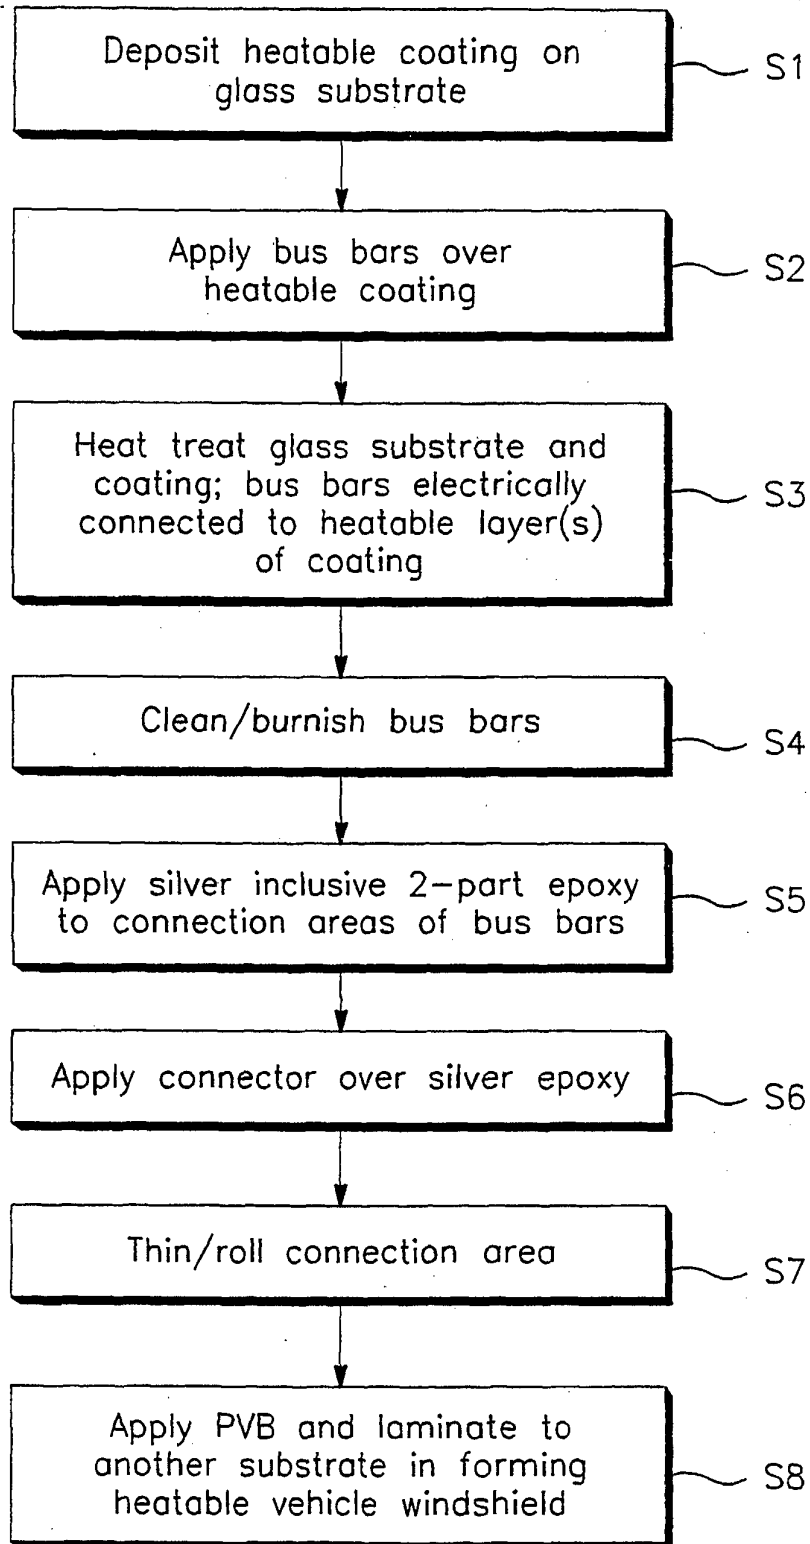 Deposit heatable coating on
glass substrate
S1
Apply bus bars over
heatable coating
S2
Heat treat glass substrate and
coating; bus bars electrically
connected to heatable layer(s)
of coating
S3
Clean/burnish bus bars
S4
Apply silver inclusive 2-part epoxy
to connection areas of bus bars
S5
Apply connector over silver epoxy
S6
Thin/roll connection area
S7
Apply PVB and laminate to
another substrate in forming
heatable vehicle windshield
S8